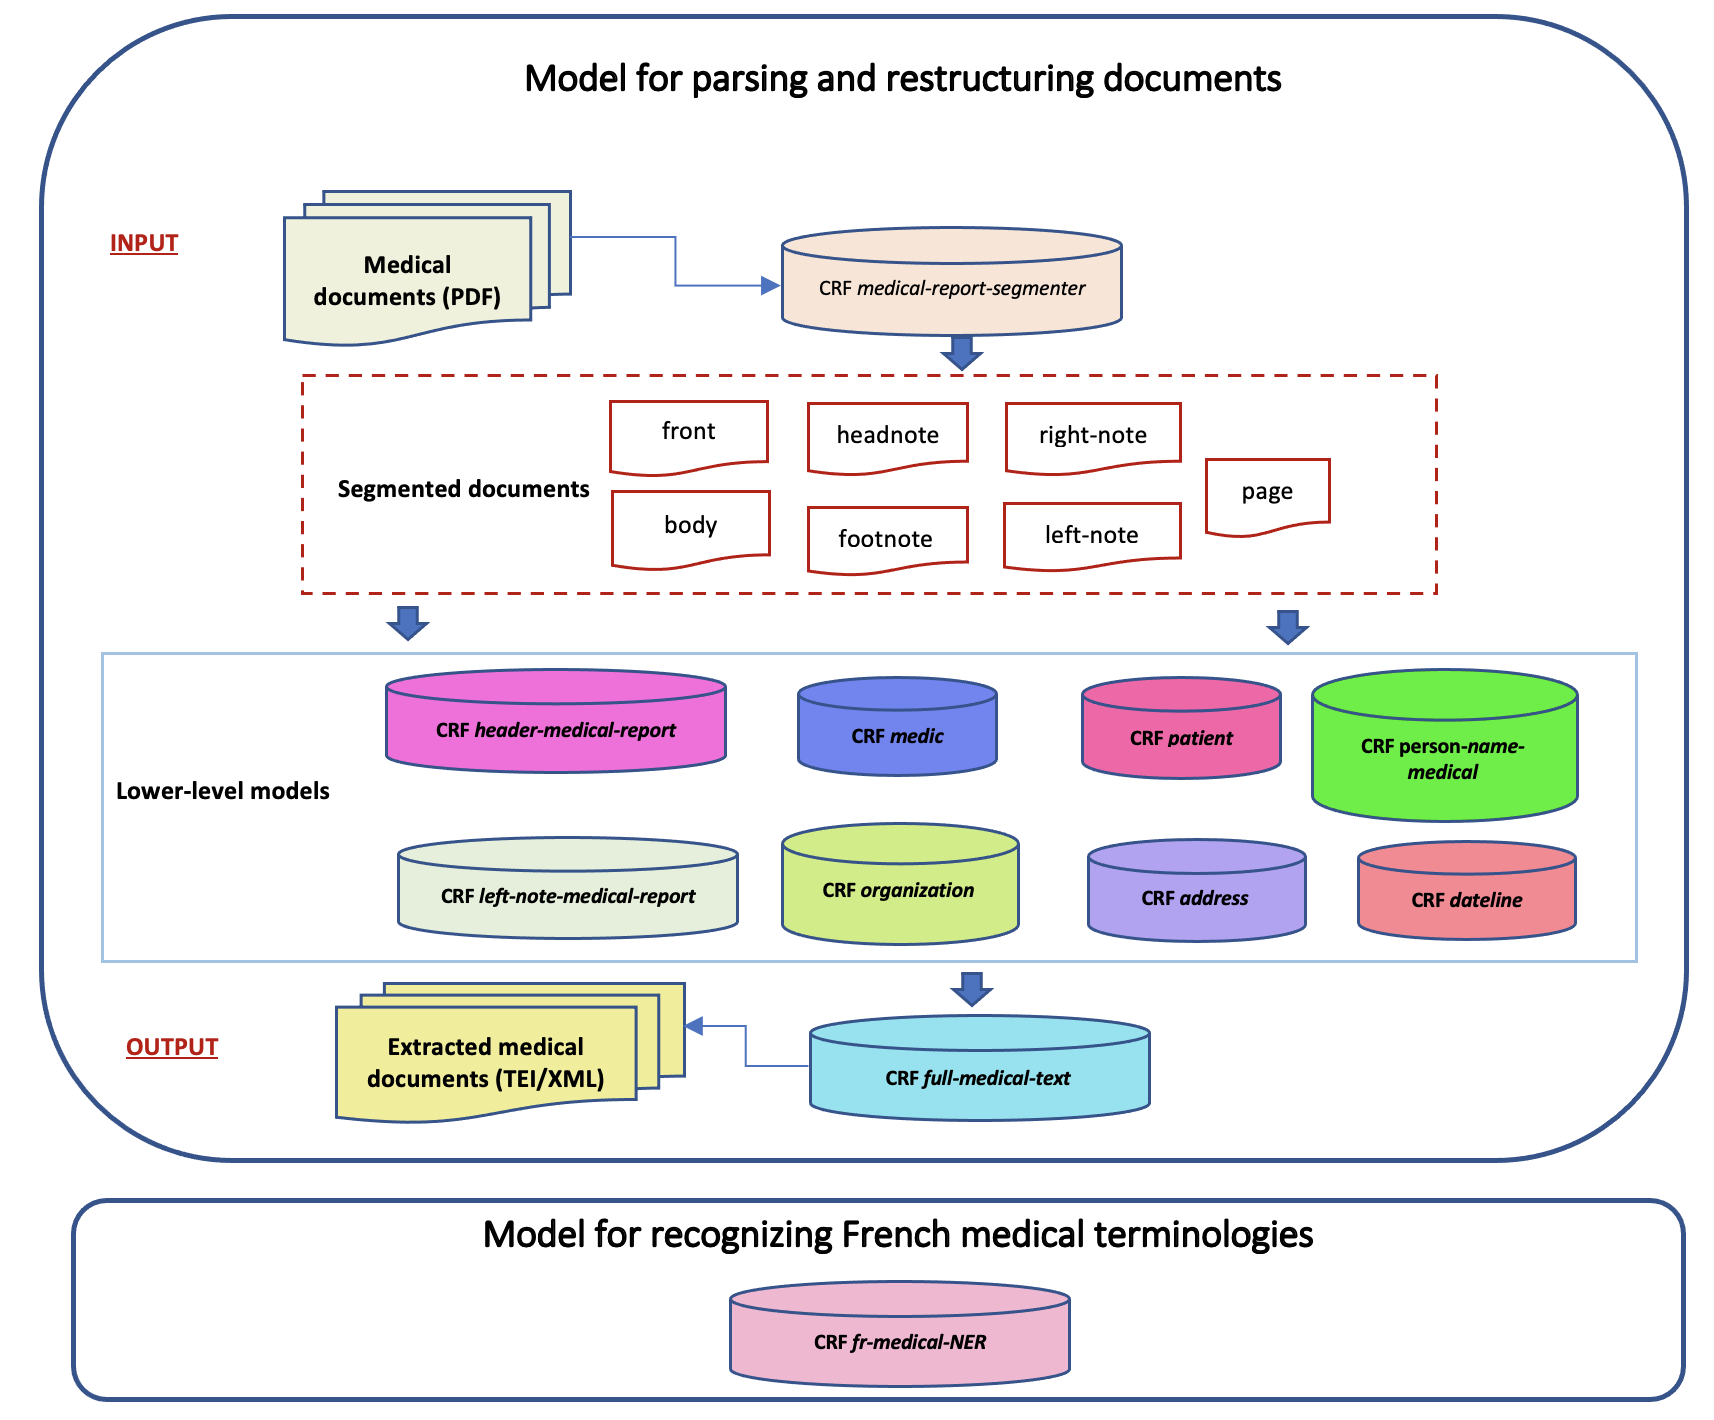 Model for parsing and restructuring documents
INPUT
Medical
documents (PDF)
CRF medical-report-segmenter
Segmented documents
front
headnote
right-note
page
body
footnote
left-note
Lower-level models
CRF header-medical-report
CRF medic
CRF patient
CRF person-name-
medical
CRF left-note-medical-report
CRF organization
CRF address
CRF dateline
OUTPUT
Extracted medical
documents (TEI/XML)
CRF full-medical-text
Model for recognizing French medical terminologies
CRF fr-medical-NER